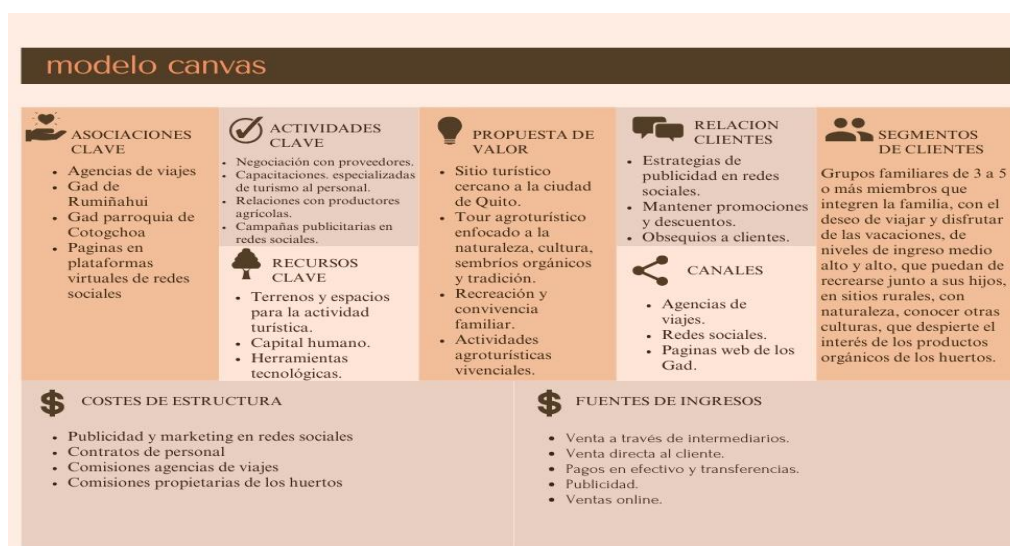 modelo canvas
ASOCIACIONES
CLAVE
• Agencias de viajes
• Gad de
Rumiñahui
• Gad parroquia de
Cotogchoa
• Paginas en
plataformas
virtuales de redes
sociales
ACTIVIDADES
CLAVE
• Negociación con proveedores.
• Capacitaciones. especializadas
de turismo al personal.
• Relaciones con productores
agrícolas.
• Campañas publicitarias en
redes sociales.
RECURSOS
CLAVE
• Terrenos y espacios
para la actividad
turística.
• Capital humano.
• Herramientas
tecnológicas.
PROPUESTA DE
VALOR
• Sitio turístico
cercano a la ciudad
de Quito.
• Tour agroturístico
enfocado a la
naturaleza, cultura,
sembríos orgánicos
y tradición.
• Recreación y
convivencia
familiar.
• Actividades
agroturísticas
vivenciales.
RELACION
CLIENTES
• Estrategias de
publicidad en redes
sociales.
• Mantener promociones
y descuentos.
• Obsequios a clientes.
CANALES
• Agencias de
viajes.
• Redes sociales.
• Paginas web de los
Gad.
SEGMENTOS
DE CLIENTES
Grupos familiares de 3 a 5
o más miembros que
integren la familia, con el
deseo de viajar y disfrutar
de las vacaciones, de
niveles de ingreso medio
alto y alto, que puedan de
recrearse junto a sus hijos,
en sitios rurales, con
naturaleza, conocer otras
culturas, que despierte el
interés de los productos
orgánicos de los huertos.
$ COSTES DE ESTRUCTURA
• Publicidad y marketing en redes sociales
• Contratos de personal
• Comisiones agencias de viajes
• Comisiones propietarias de los huertos
$ FUENTES DE INGRESOS
• Venta a través de intermediarios.
• Venta directa al cliente.
• Pagos en efectivo y transferencias.
• Publicidad.
• Ventas online.